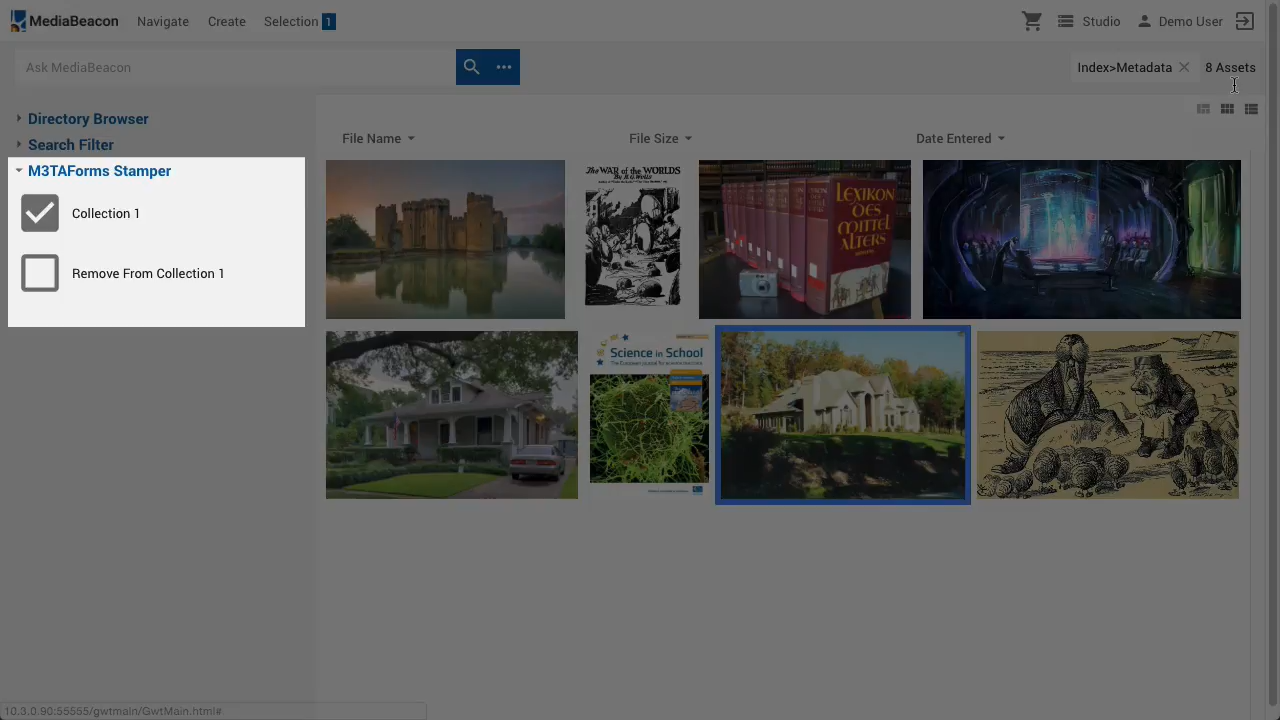 MediaBeacon Navigate Create Selection 1 Studio Demo User
Ask MediaBeacon Index>Metadata 8 Assets
Directory Browser
Search Filter
M3TAForms Stamper
Collection 1
Remove From Collection 1
File Name File Size Date Entered
The WAR of the WORLDS
By H.G. Wells
LEXIKON
DES
MITTEL
ALTERS
Science in School
10.3.0.90:55555/gwtmain/GwtMain.html#